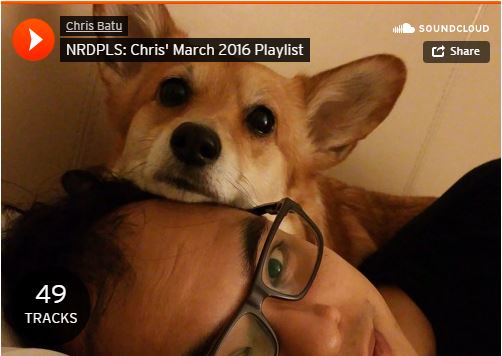 Chris Batu
SOUNDCLOUD
NRDPLS: Chris' March 2016 Playlist
Share
49
TRACKS